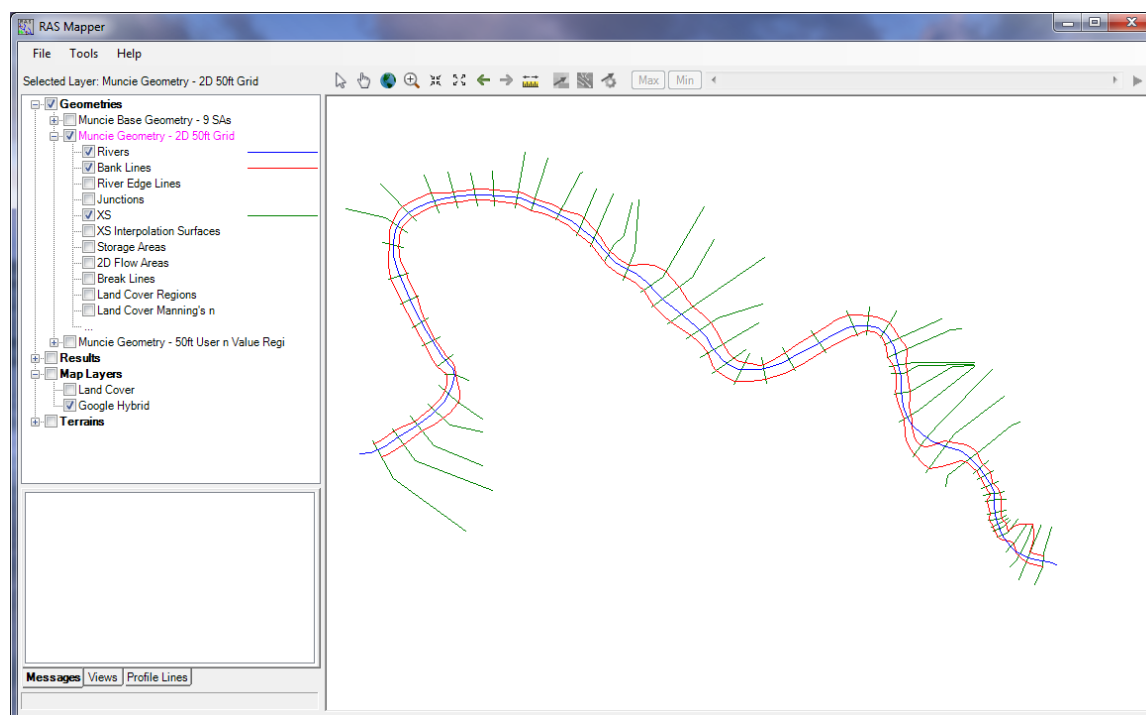 RAS Mapper
File Tools Help
Selected Layer: Muncie Geometry - 2D 50ft Grid
Max Min
Geometries
Muncie Base Geometry - 9 SAs
Muncie Geometry - 2D 50ft Grid
Rivers
Bank Lines
River Edge Lines
Junctions
XS
XS Interpolation Surfaces
Storage Areas
2D Flow Areas
Break Lines
Land Cover Regions
Land Cover Manning's n
...
Muncie Geometry - 50ft User n Value Regi
Results
Map Layers
Land Cover
Google Hybrid
Terrains
Messages Views Profile Lines